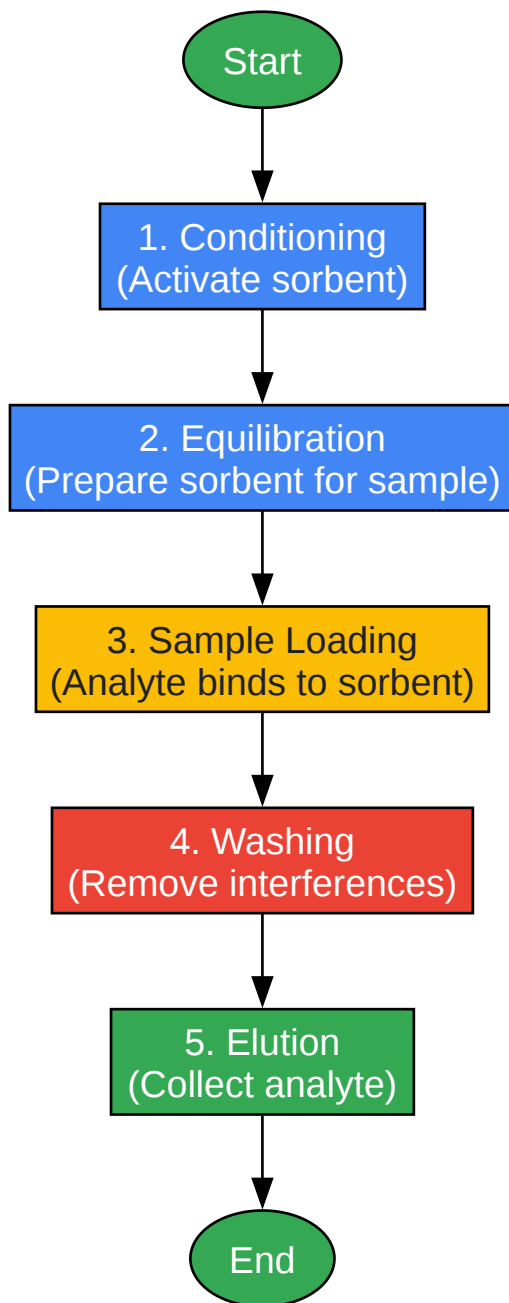 Start
1. Conditioning
(Activate sorbent)
2. Equilibration
(Prepare sorbent for sample)
3. Sample Loading
(Analyte binds to sorbent)
4. Washing
(Remove interferences)
5. Elution
(Collect analyte)
End